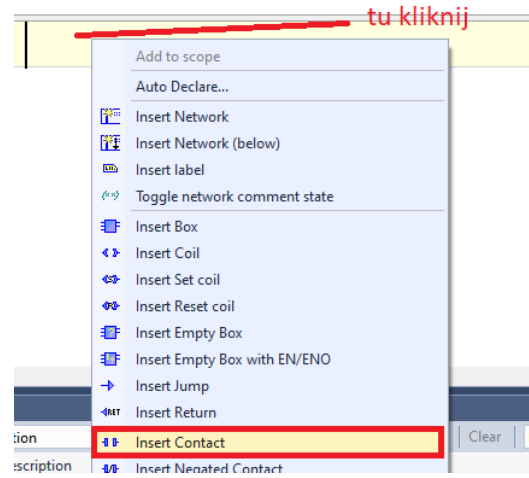 tu kliknij
Add to scope
Auto Declare...
Insert Network
Insert Network (below)
Insert label
Toggle network comment state
Insert Box
Insert Coil
Insert Set coil
Insert Reset coil
Insert Empty Box
Insert Empty Box with EN/ENO
Insert Jump
RET Insert Return
tion Insert Contact Clear
escription Insert Negated Contact